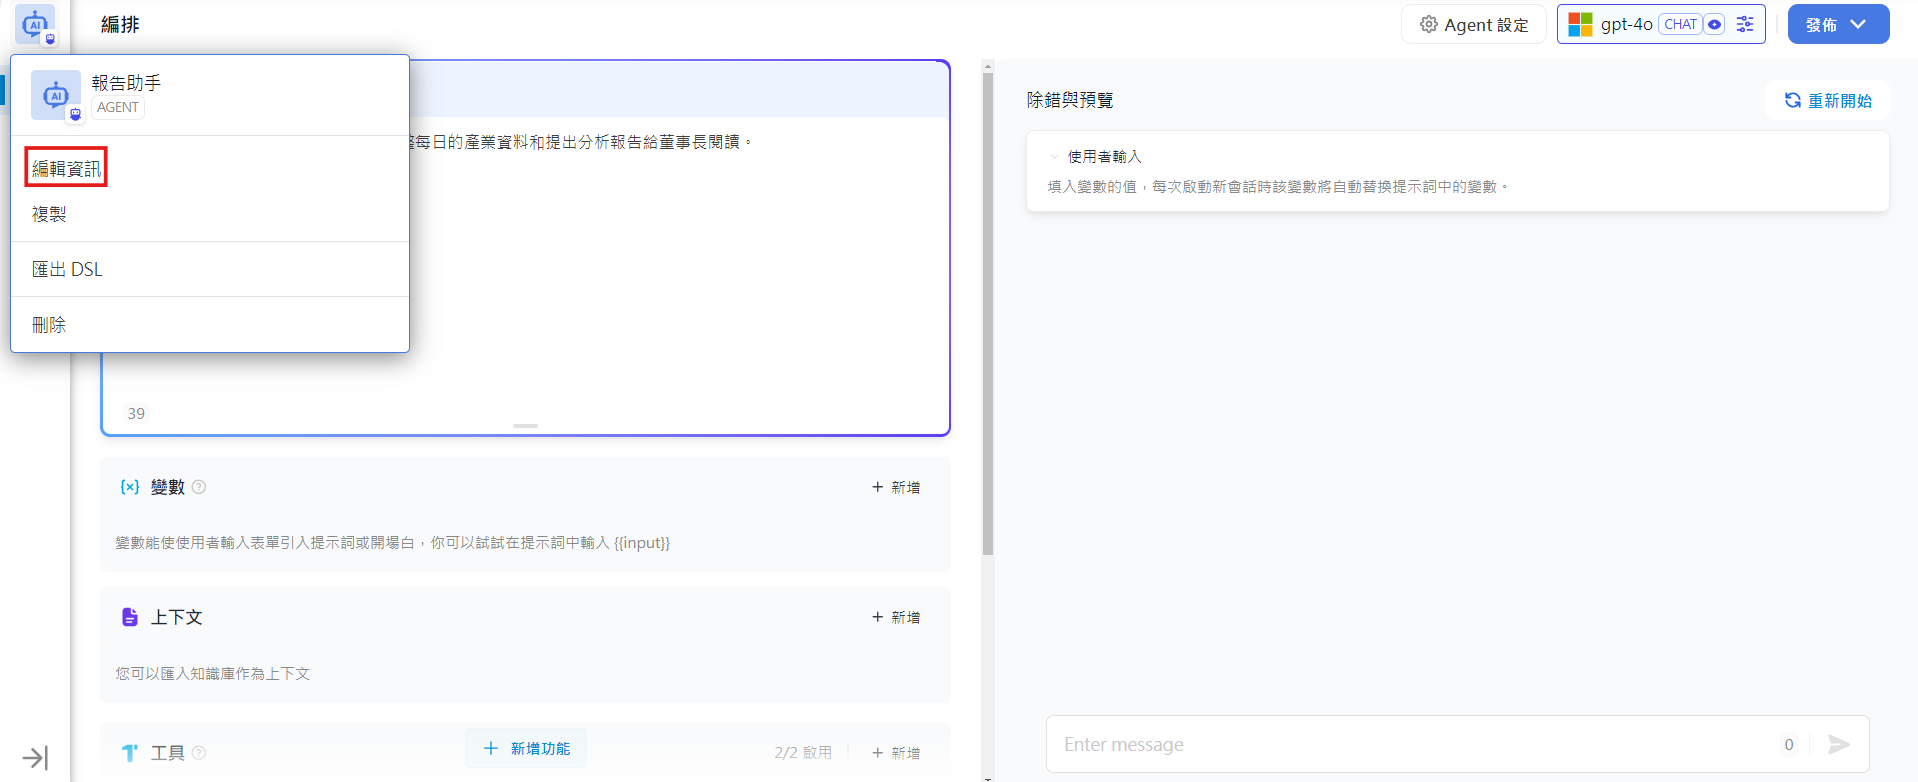 編排
Agent 設定
gpt-4o CHAT
發佈
AI
報告助手
AGENT
編輯資訊
複製
匯出 DSL
刪除
每日的產業資料和提出分析報告給董事長閱讀。
39
變數
+ 新增
變數能使使用者輸入表單引入提示詞或開場白，你可以試試在提示詞中輸入 {{input}}
上下文
+ 新增
您可以匯入知識庫作為上下文
工具
+ 新增功能
2/2 啟用
+ 新增
除錯與預覽
重新開始
使用者輸入
填入變數的值，每次啟動新會話時該變數將自動替換提示詞中的變數。
Enter message
0